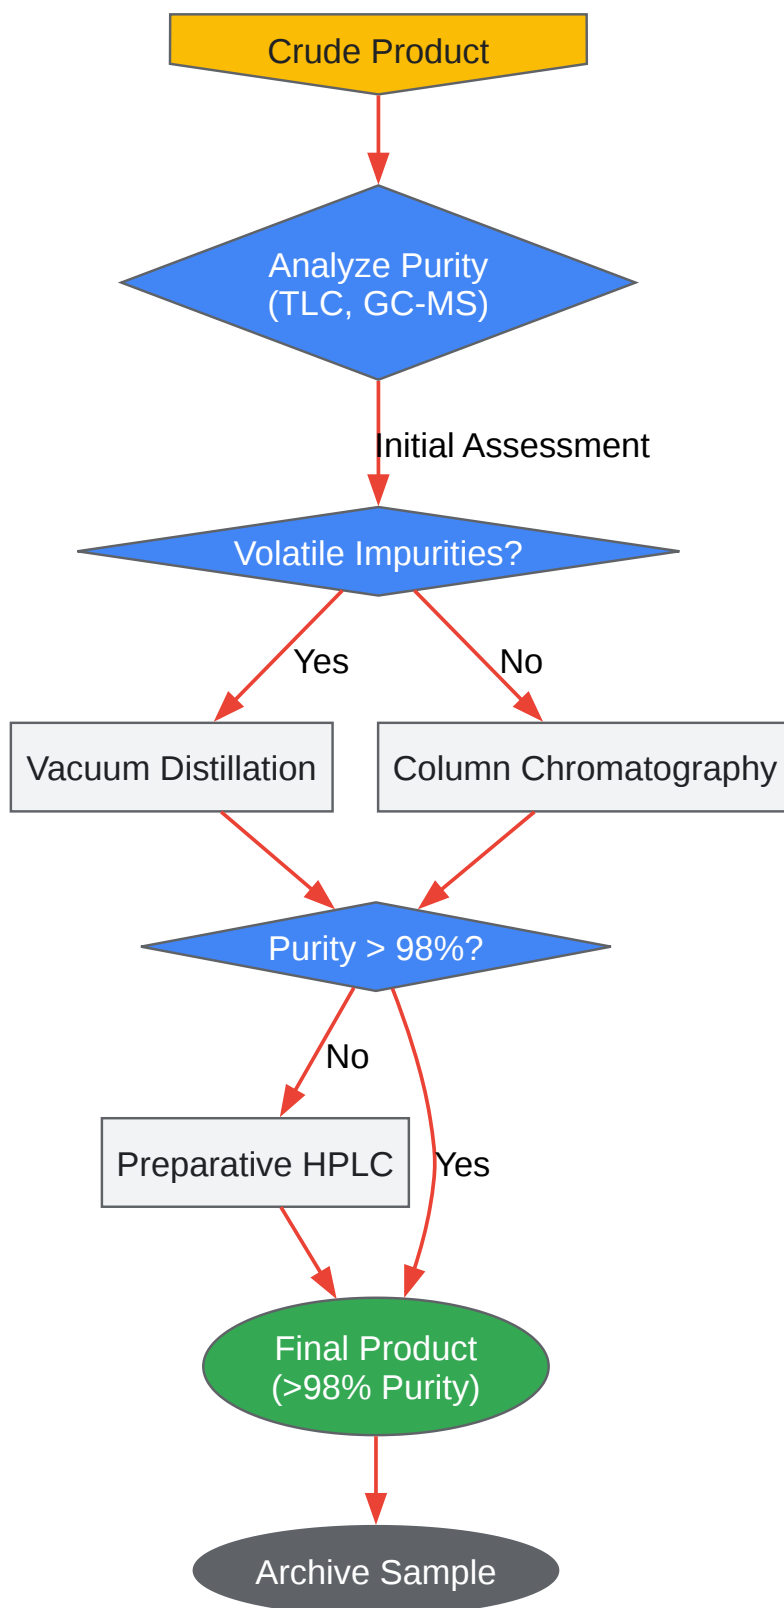 Crude Product
Analyze Purity
(TLC, GC-MS)
Initial Assessment
Volatile Impurities?
Yes
No
Vacuum Distillation
Column Chromatography
Purity > 98%?
No
Preparative HPLC
Yes
Final Product
(>98% Purity)
Archive Sample